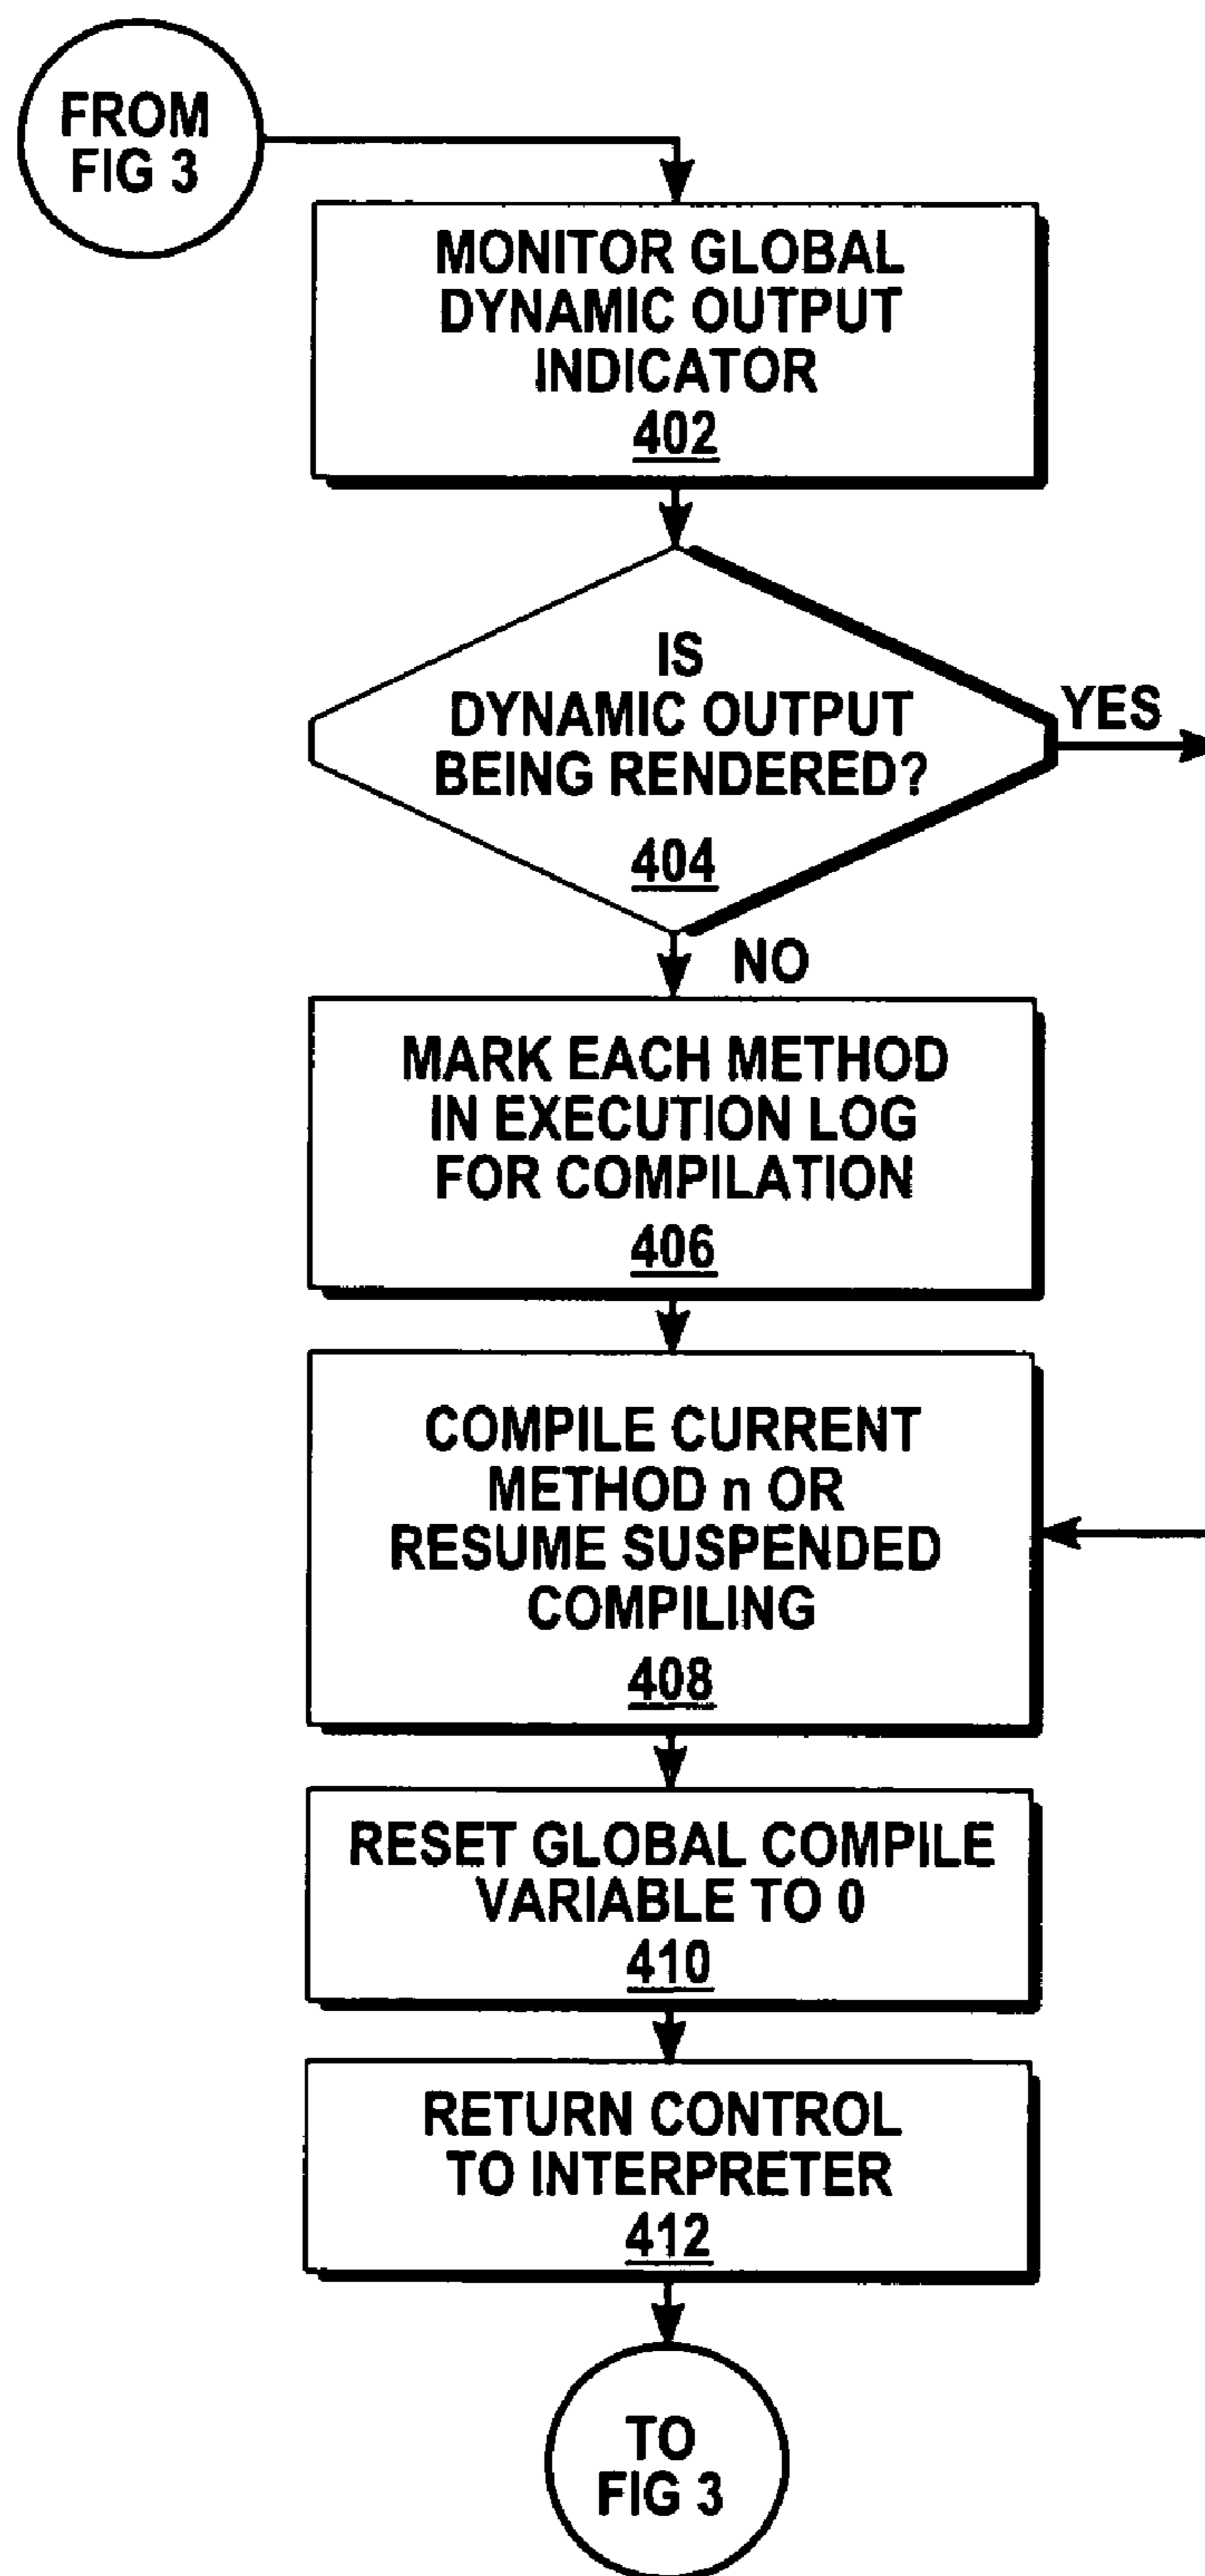 FROM
FIG 3
MONITOR GLOBAL
DYNAMIC OUTPUT
INDICATOR
402
IS
DYNAMIC OUTPUT
BEING RENDERED?
404
YES
NO
MARK EACH METHOD
IN EXECUTION LOG
FOR COMPILATION
406
COMPILE CURRENT
METHOD n OR
RESUME SUSPENDED
COMPILING
408
RESET GLOBAL COMPILE
VARIABLE TO 0
410
RETURN CONTROL
TO INTERPRETER
412
TO
FIG 3